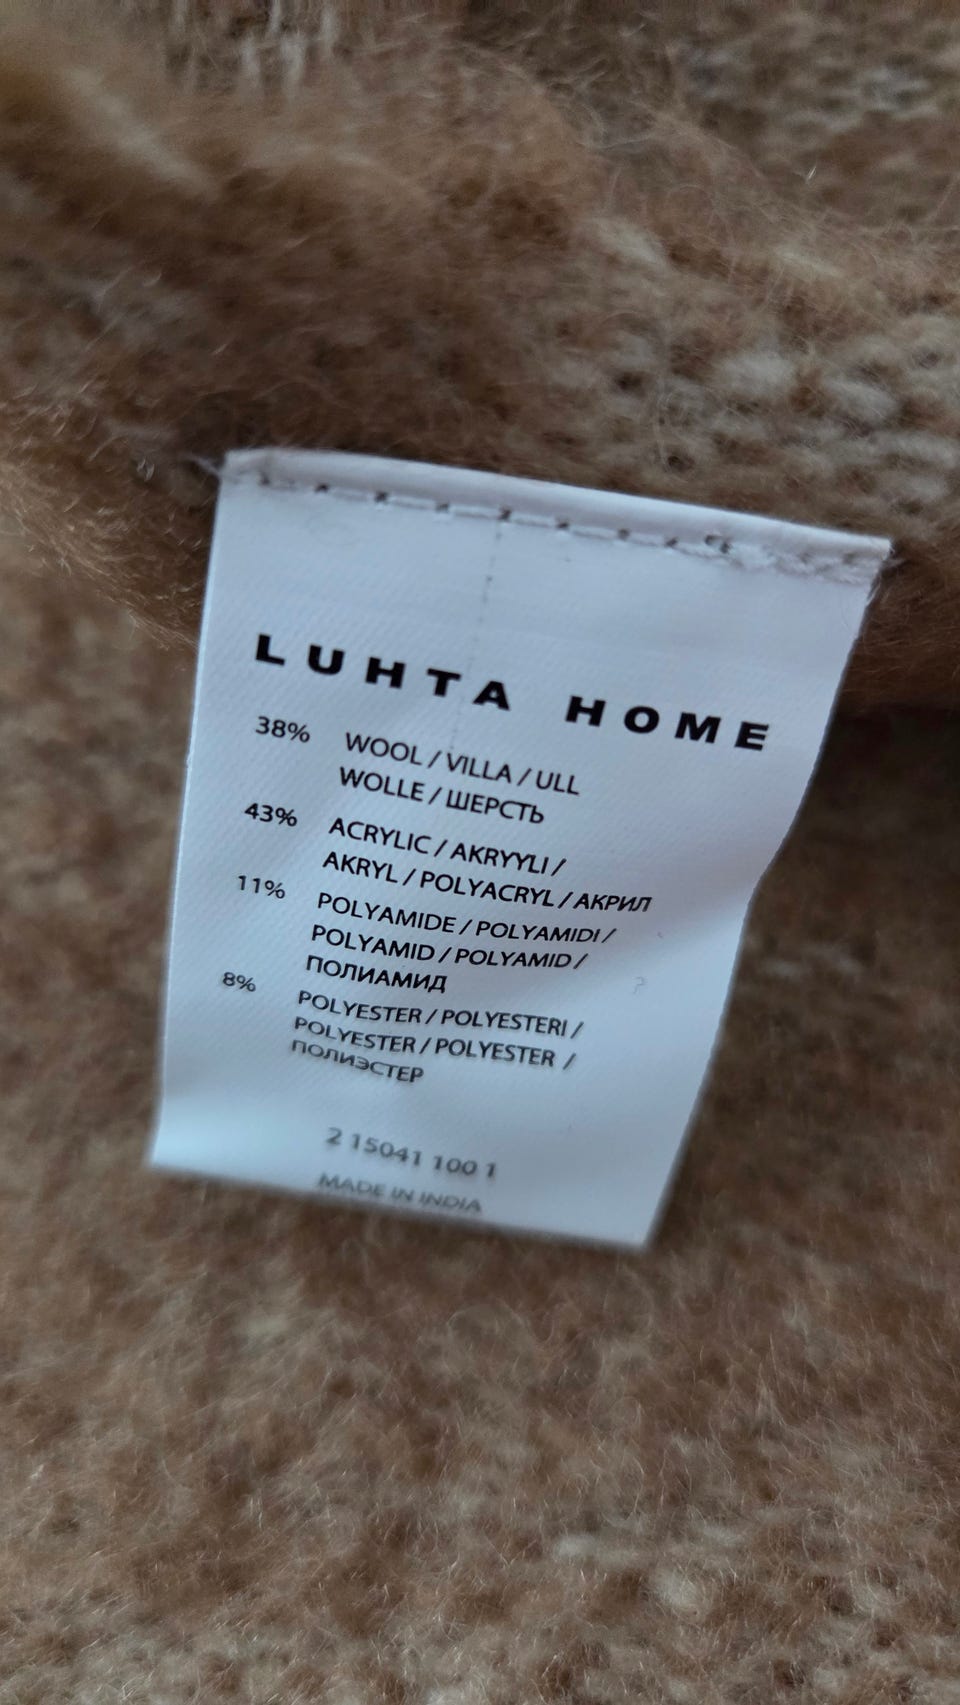 LUHTA HOME
38% WOOL / VILLA / ULL
WOLLE / ШЕРСТЬ
43% ACRYLIC / AKRYYLI /
AKRYL / POLYACRYL / АКРИЛ
11% POLYAMIDE / POLYAMIDI /
POLYAMID / POLYAMID /
ПОЛИАМИД
8% POLYESTER / POLYESTERI /
POLYESTER / POLYESTER /
ПОЛИЭСТЕР
2 15041 100 1
MADE IN INDIA